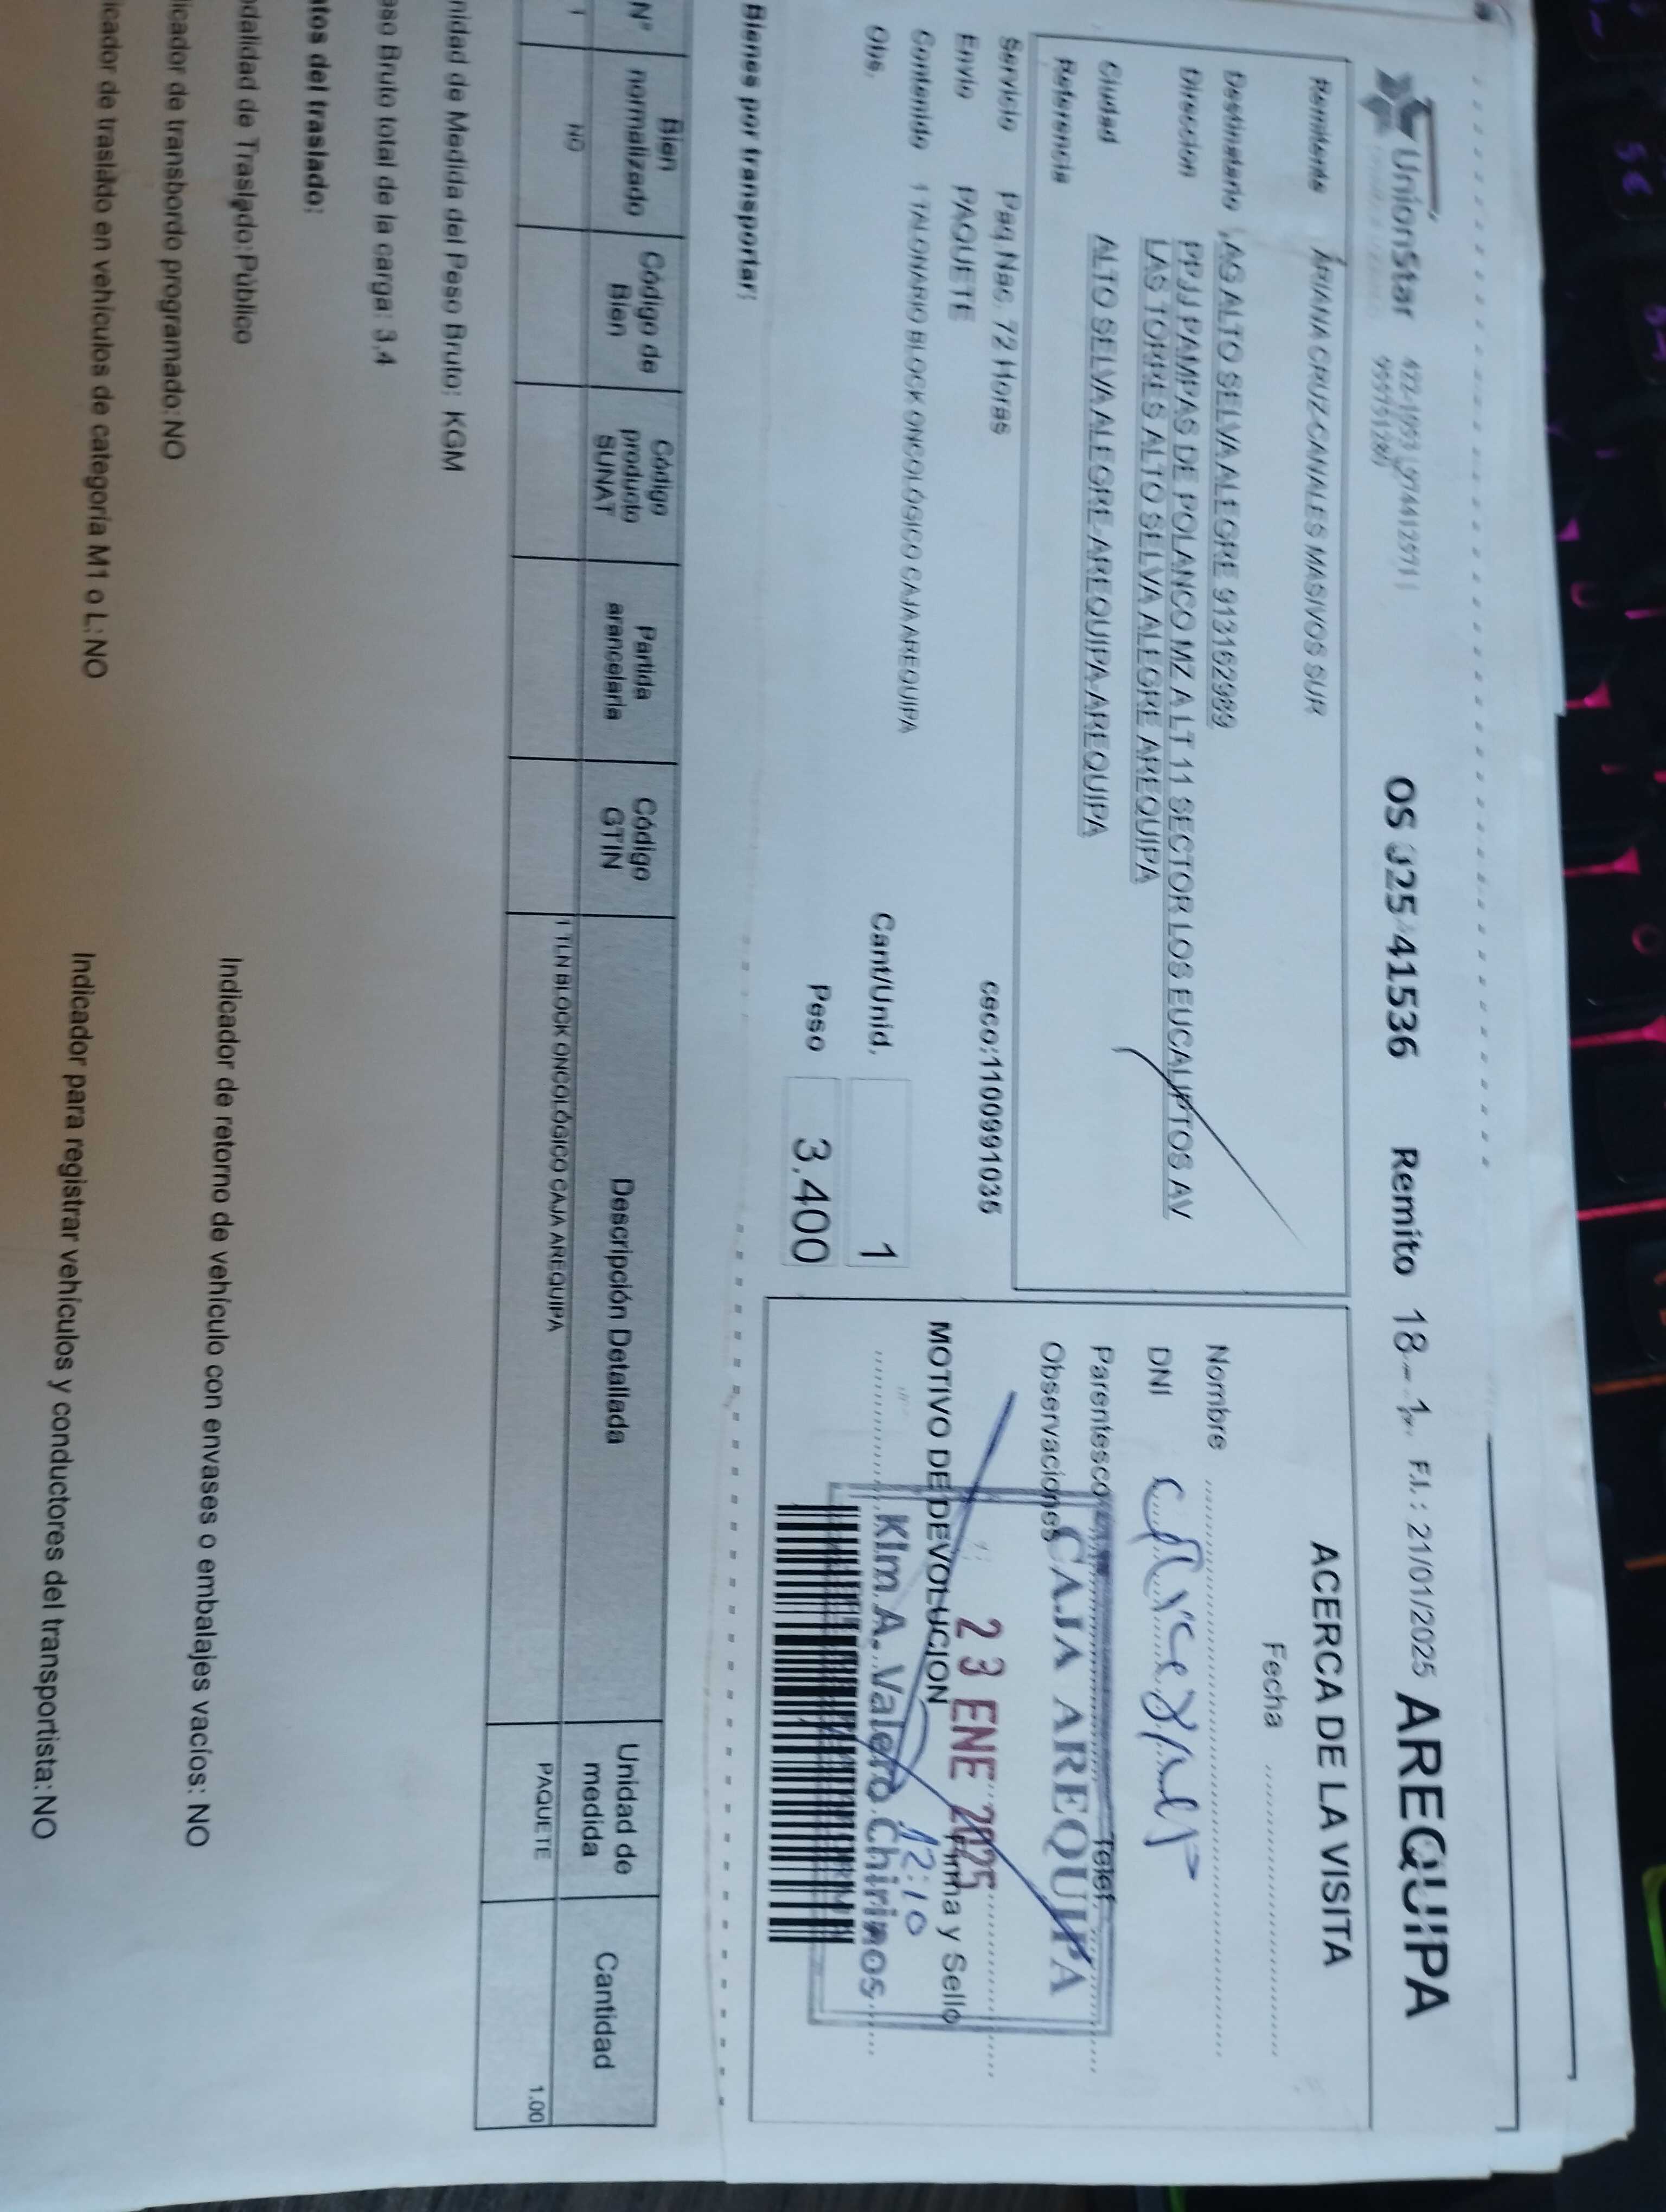 UnionStar
OS 025-41536 Remito 18-1 F.I.: 21/01/2025 AREQUIPA
Remitente ARIANA CRUZ CANALES MASIVOS SUR
Destinatario AG ALTO SELVA ALEGRE 913162989
Direccion PPJJ PAMPAS DE POLANCO MZ A LT 11 SECTOR LOS EUCALIPTOS AV
LAS TORRES ALTO SELVA ALEGRE AREQUIPA
Ciudad ALTO SELVA ALEGRE-AREQUIPA-AREQUIPA
Referencia
Servicio Paq.Nac. 72 Horas ceco:1100991035
Envio PAQUETE
Contenido 1 TALONARIO BLOCK ONCOLÓGICO CAJA AREQUIPA
Obs. Cant/Unid. 1
Peso 3.400
ACERCA DE LA VISITA
Fecha
Nombre
DNI
Parentesco Telef.
Observaciones
CAJA AREQUIPA
23 ENE 2025
Firma y Sello
MOTIVO DE DEVOLUCION
12:10
Kim A. Valero Chirinos
Bienes por transportar:
N° Bien normalizado Código de Bien Código producto SUNAT Partida arancelaria Código GTIN Descripción Detallada Unidad de medida Cantidad
1 NO 1 TLN BLOCK ONCOLÓGICO CAJA AREQUIPA PAQUETE 1.00
nidad de Medida del Peso Bruto: KGM
eso Bruto total de la carga: 3.4
atos del traslado:
odalidad de Traslado:Público
Indicador de retorno de vehículo con envases o embalajes vacíos: NO
dicador de transbordo programado:NO
icador de traslado en vehículos de categoría M1 o L:NO
Indicador para registrar vehículos y conductores del transportista:NO